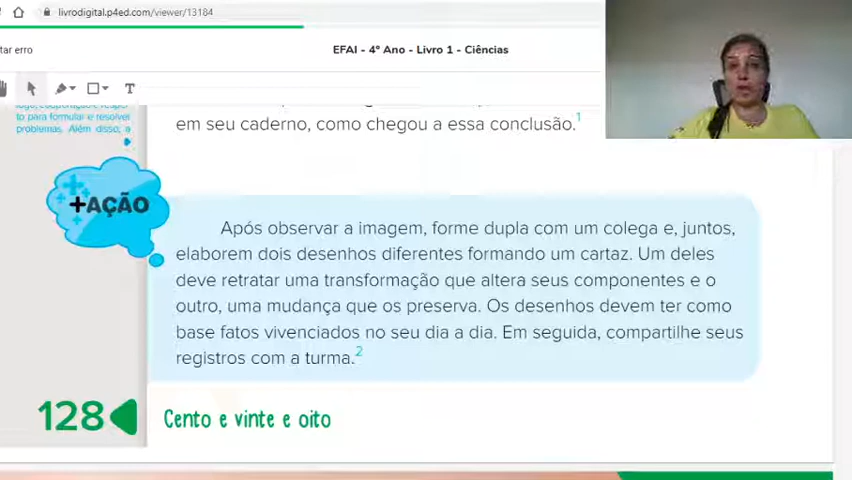 livrodigital.p4ed.com/viewer/13184
tar erro
EFAI - 4º Ano - Livro 1 - Ciências
T
to para formular e resolver
problemas. Além disso, a
em seu caderno, como chegou a essa conclusão.¹
+AÇÃO
Após observar a imagem, forme dupla com um colega e, juntos,
elaborem dois desenhos diferentes formando um cartaz. Um deles
deve retratar uma transformação que altera seus componentes e o
outro, uma mudança que os preserva. Os desenhos devem ter como
base fatos vivenciados no seu dia a dia. Em seguida, compartilhe seus
registros com a turma.²
128
Cento e vinte e oito